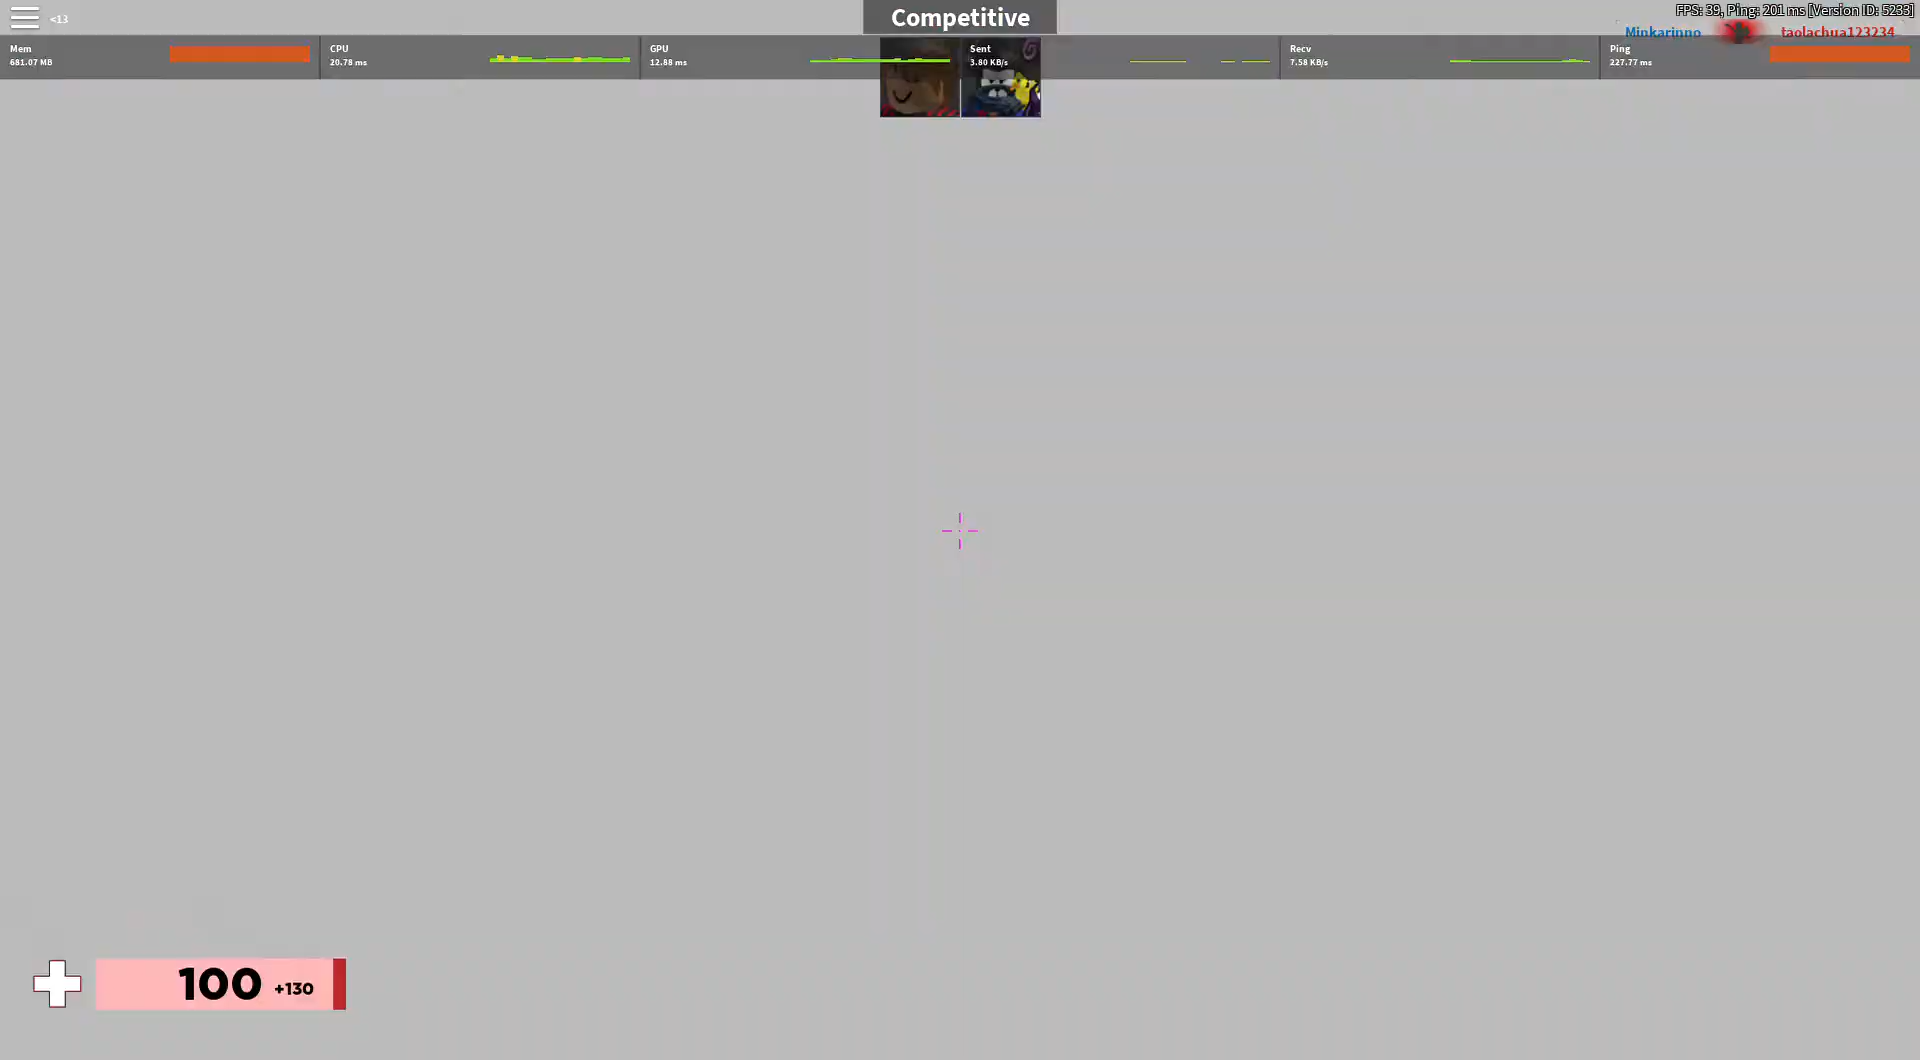 <13
Competitive
FPS: 39, Ping: 201 ms [Version ID: 5233]
Minkarinno taolachua123234
Mem
681.07 MB
CPU
20.78 ms
GPU
12.88 ms
Sent
3.80 KB/s
Recv
7.58 KB/s
Ping
227.77 ms
100 +130